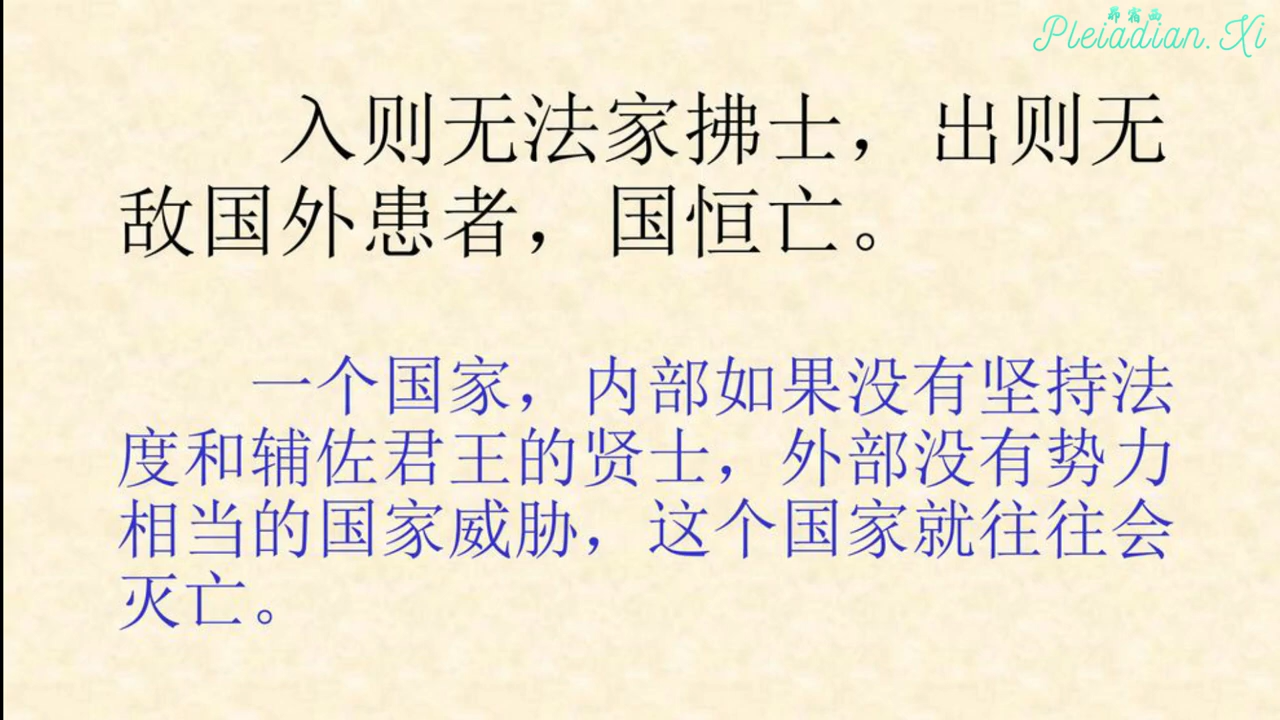 昴宿西
Pleiadian.Xi
入则无法家拂士，出则无
敌国外患者，国恒亡。
一个国家，内部如果没有坚持法
度和辅佐君王的贤士，外部没有势力
相当的国家威胁，这个国家就往往会
灭亡。